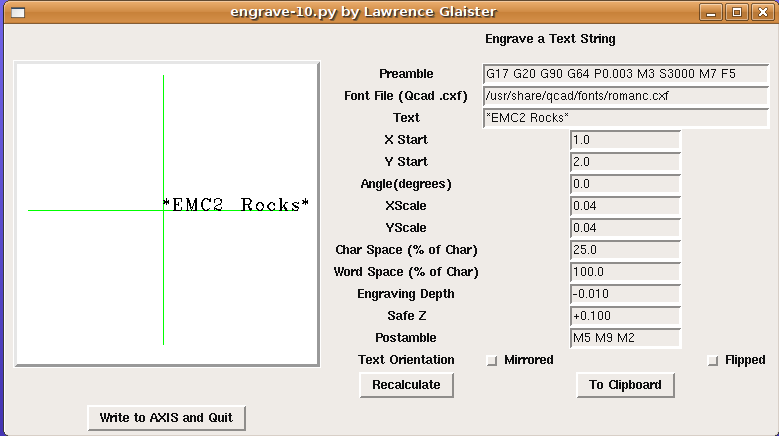 engrave-10.py by Lawrence Glaister
Engrave a Text String
Preamble G17 G20 G90 G64 P0.003 M3 S3000 M7 F5
Font File (Qcad .cxf) /usr/share/qcad/fonts/romanc.cxf
Text *EMC2 Rocks*
X Start 1.0
Y Start 2.0
Angle(degrees) 0.0
XScale 0.04
YScale 0.04
Char Space (% of Char) 25.0
Word Space (% of Char) 100.0
Engraving Depth -0.010
Safe Z +0.100
Postamble M5 M9 M2
Text Orientation Mirrored Flipped
Recalculate To Clipboard
*EMC2 Rocks*
Write to AXIS and Quit